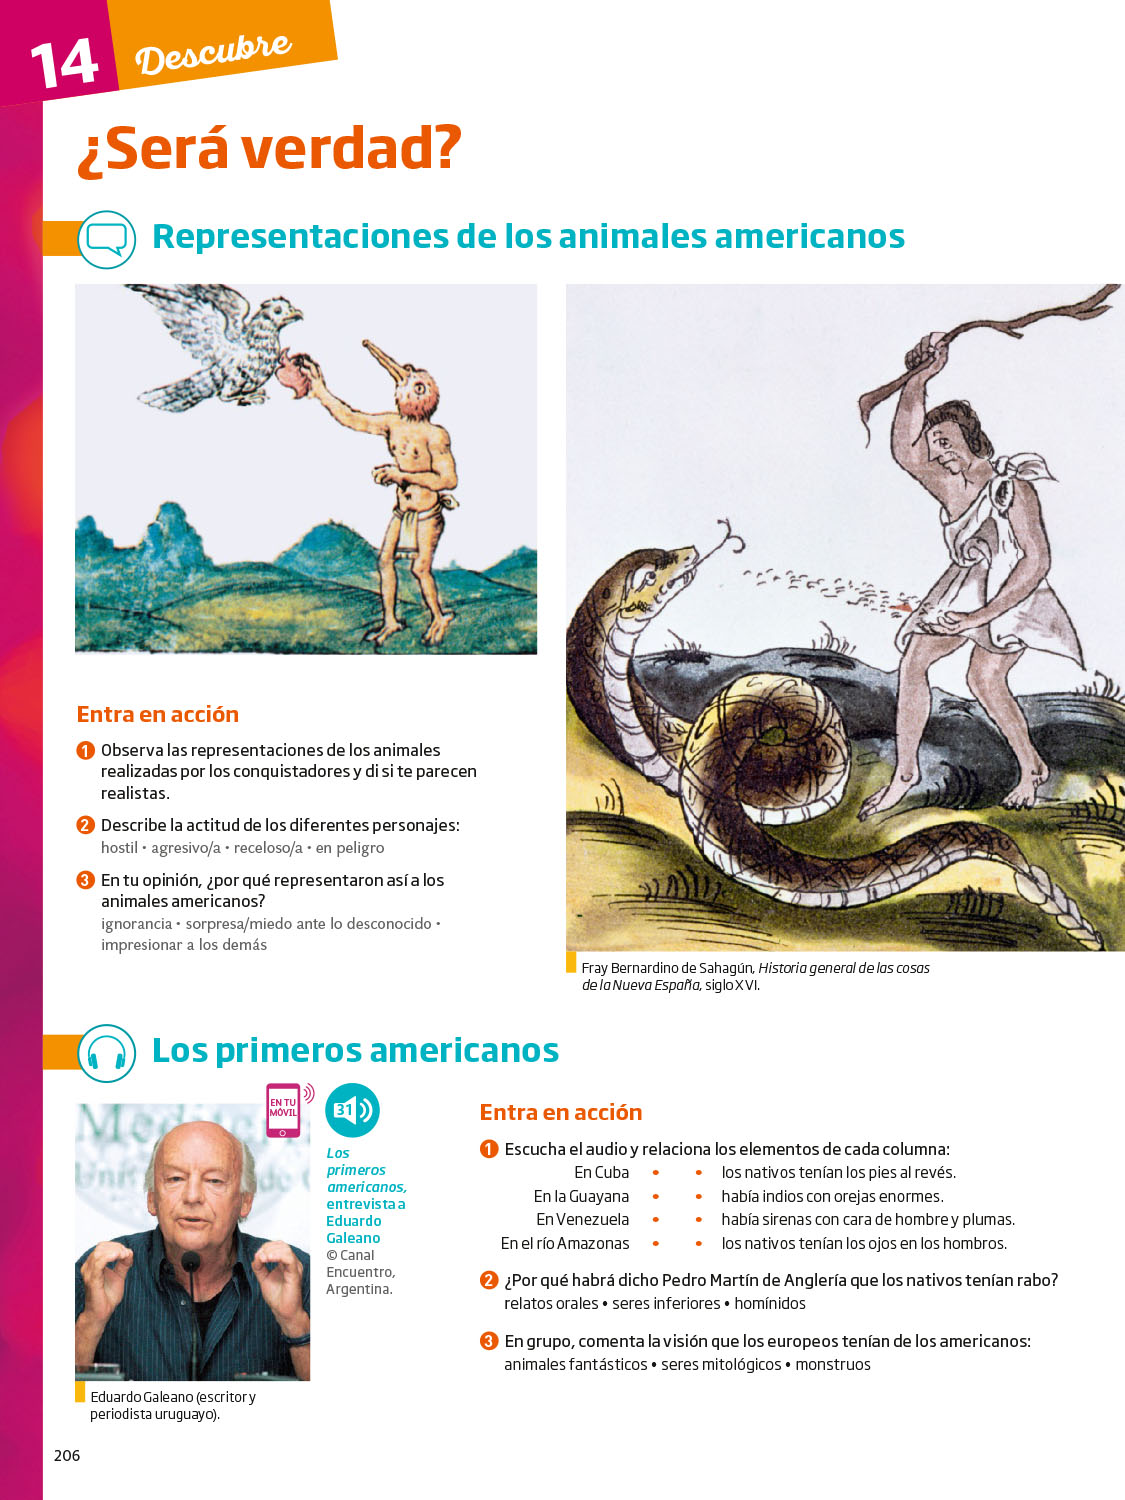 14 Descubre
¿Será verdad?
Representaciones de los animales americanos
Entra en acción
1 Observa las representaciones de los animales
realizadas por los conquistadores y di si te parecen
realistas.
2 Describe la actitud de los diferentes personajes:
hostil • agresivo/a • receloso/a • en peligro
3 En tu opinión, ¿por qué representaron así a los
animales americanos?
ignorancia • sorpresa/miedo ante lo desconocido •
impresionar a los demás
Fray Bernardino de Sahagún, Historia general de las cosas
de la Nueva España, siglo XVI.
Los primeros americanos
EN TU
MÓVIL
31
Los
primeros
americanos,
entrevista a
Eduardo
Galeano
© Canal
Encuentro,
Argentina.
Eduardo Galeano (escritor y
periodista uruguayo).
Entra en acción
1 Escucha el audio y relaciona los elementos de cada columna:
En Cuba • • los nativos tenían los pies al revés.
En la Guayana • • había indios con orejas enormes.
En Venezuela • • había sirenas con cara de hombre y plumas.
En el río Amazonas • • los nativos tenían los ojos en los hombros.
2 ¿Por qué habrá dicho Pedro Martín de Anglería que los nativos tenían rabo?
relatos orales • seres inferiores • homínidos
3 En grupo, comenta la visión que los europeos tenían de los americanos:
animales fantásticos • seres mitológicos • monstruos
206